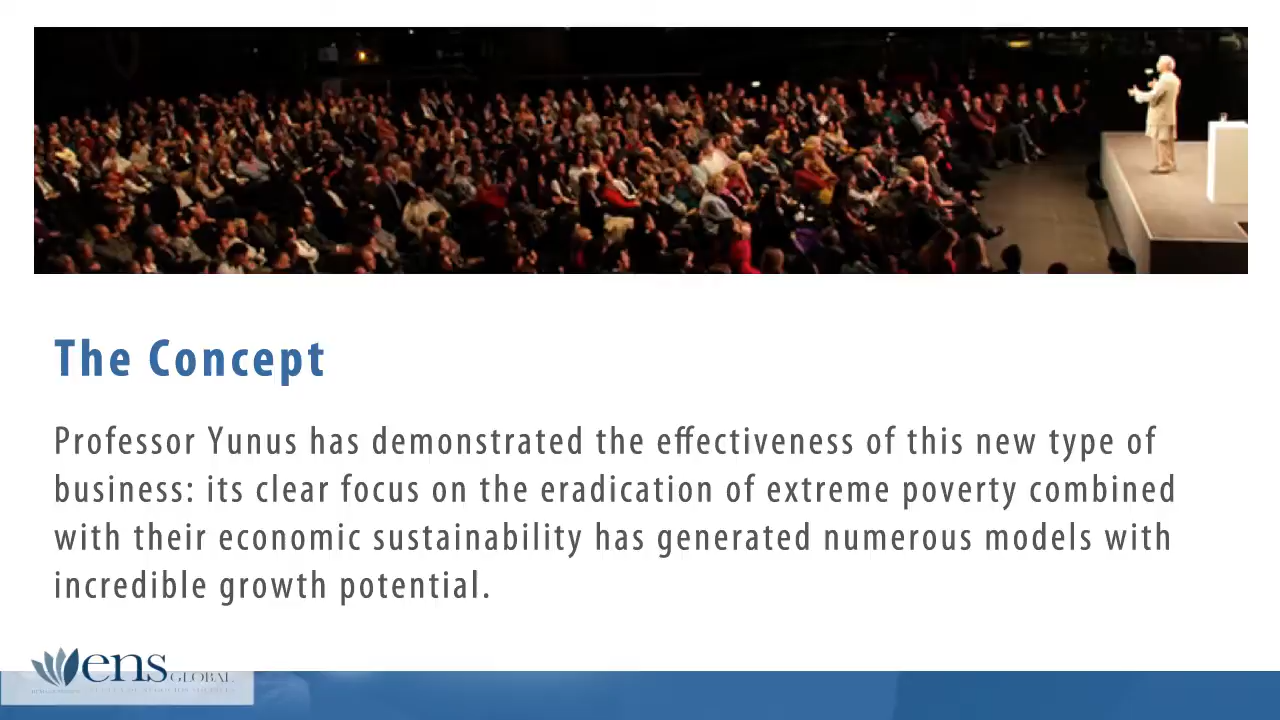 The Concept
Professor Yunus has demonstrated the effectiveness of this new type of
business: its clear focus on the eradication of extreme poverty combined
with their economic sustainability has generated numerous models with
incredible growth potential.
ens
GLOBAL